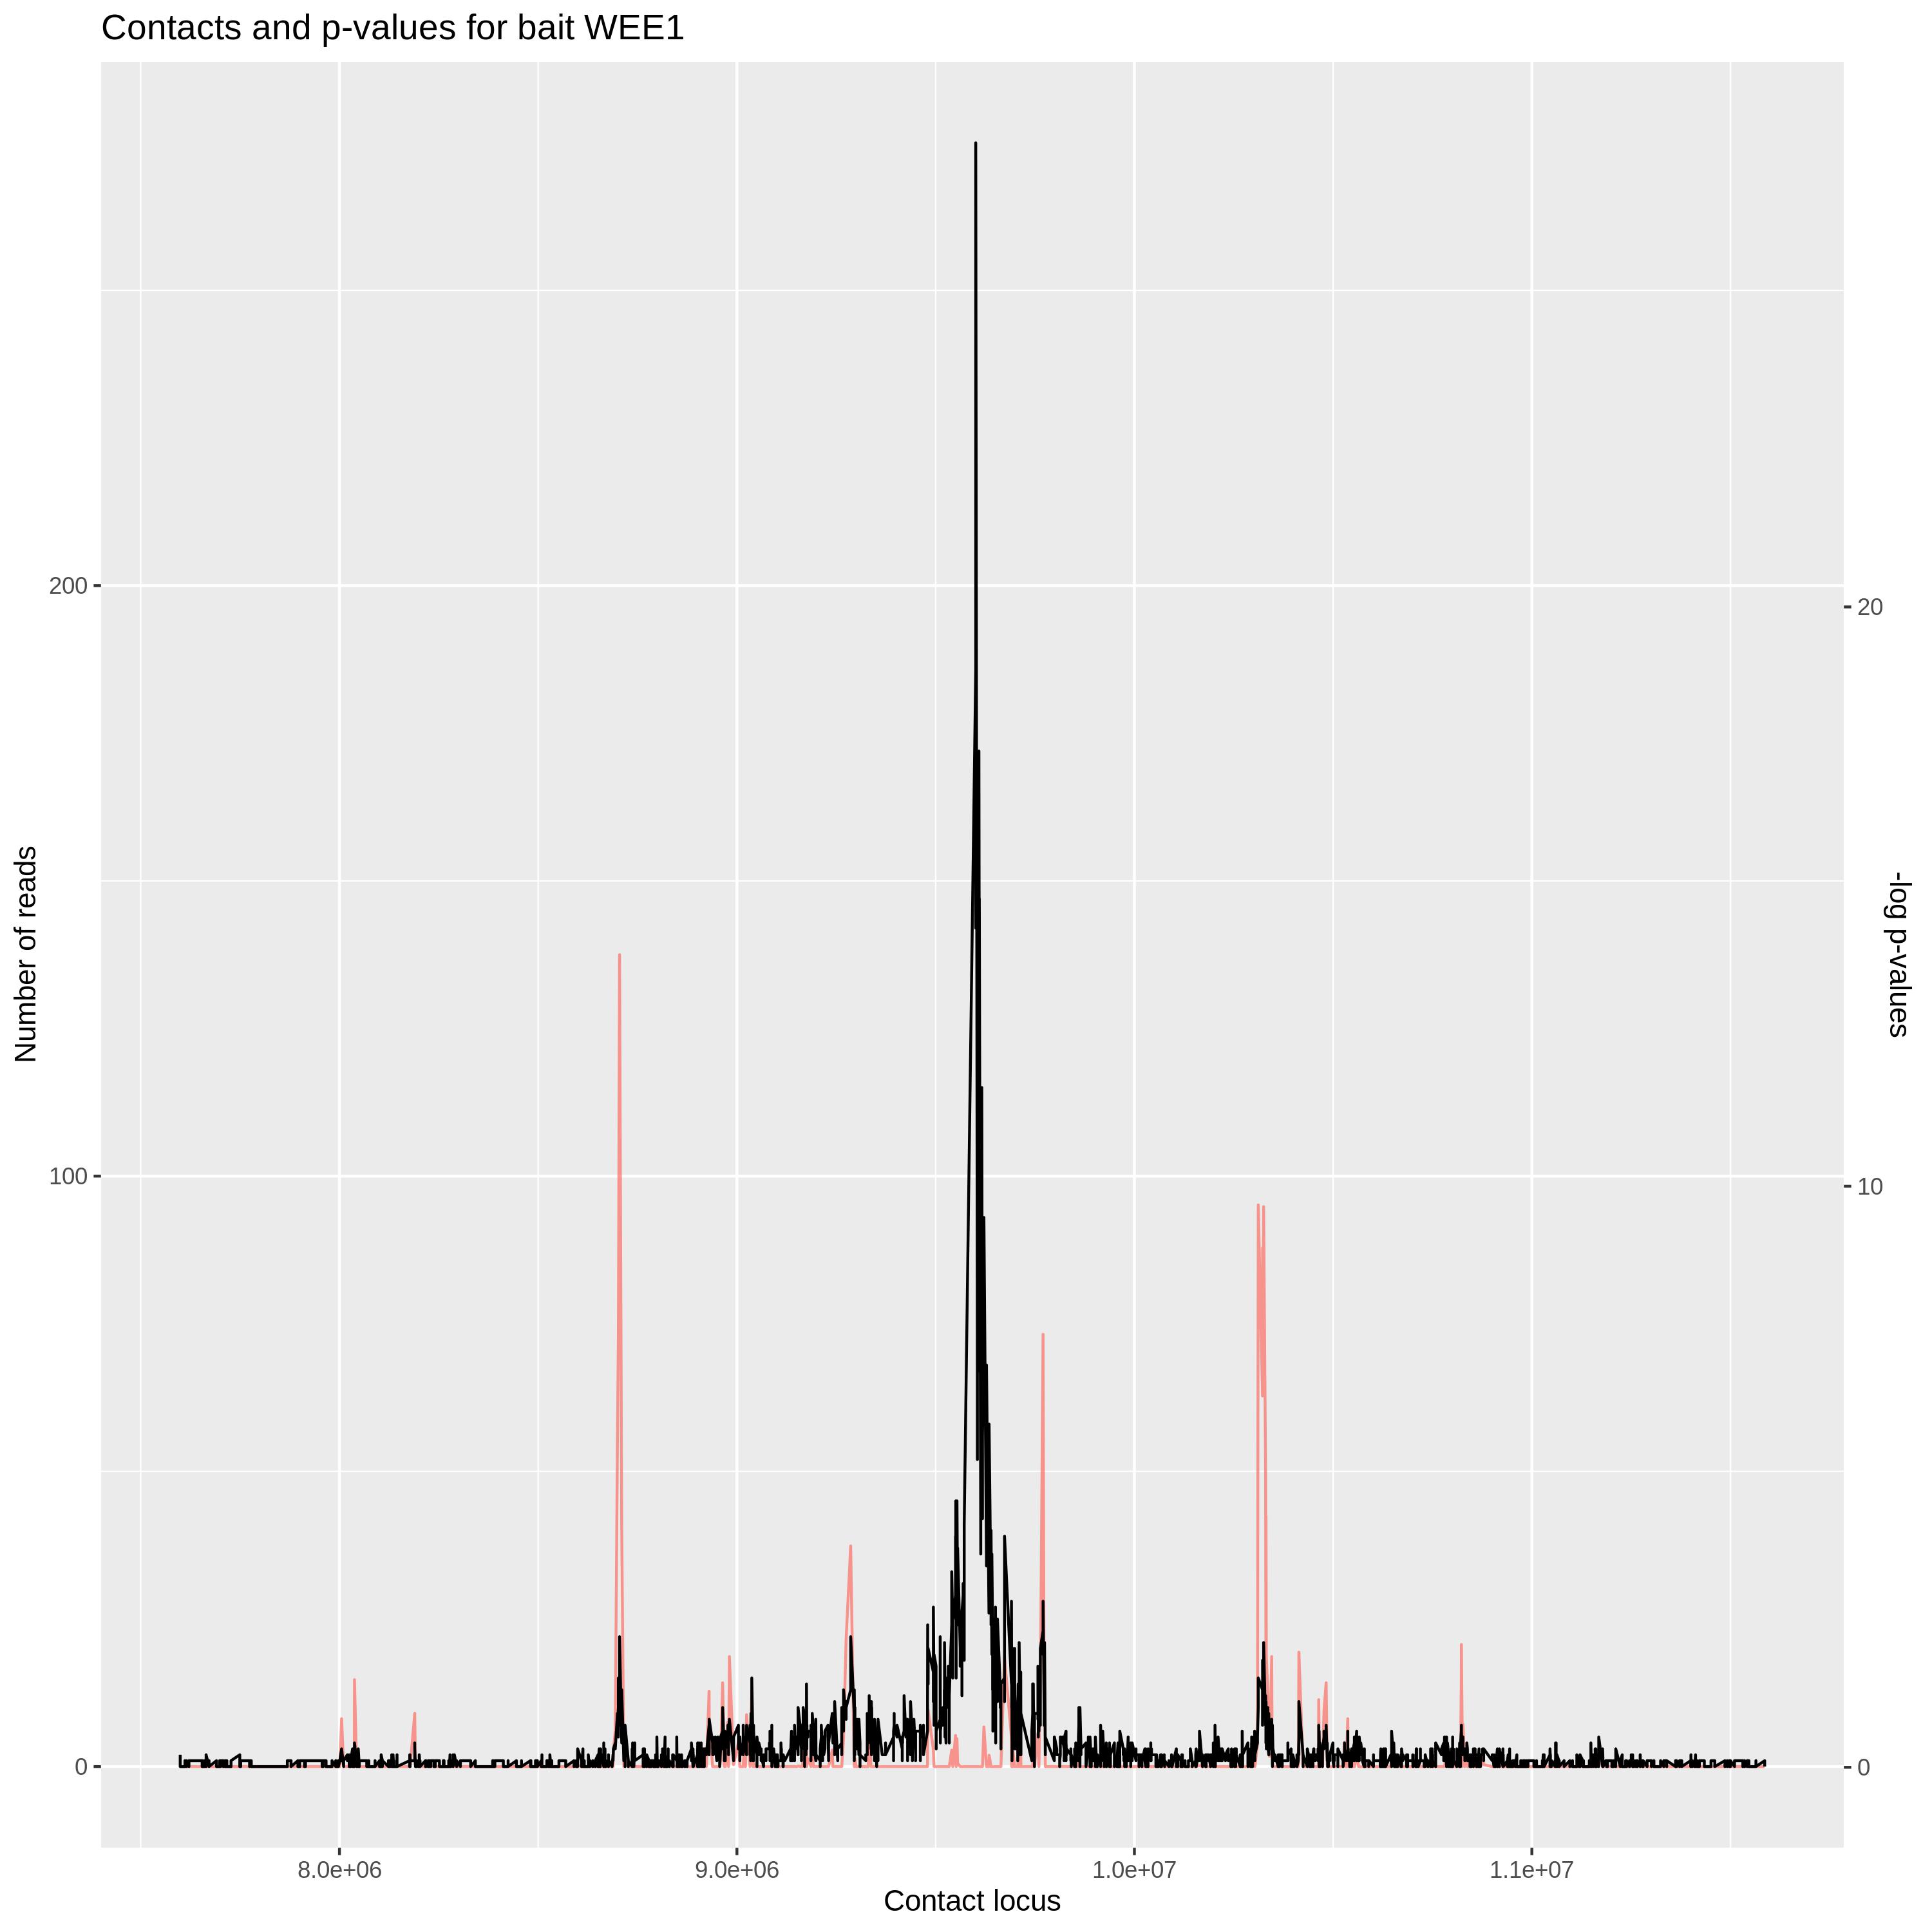 Contacts and p-values for bait WEE1
Number of reads
200
100
0
20
10
0
-log p-values
8.0e+06
9.0e+06
1.0e+07
1.1e+07
Contact locus